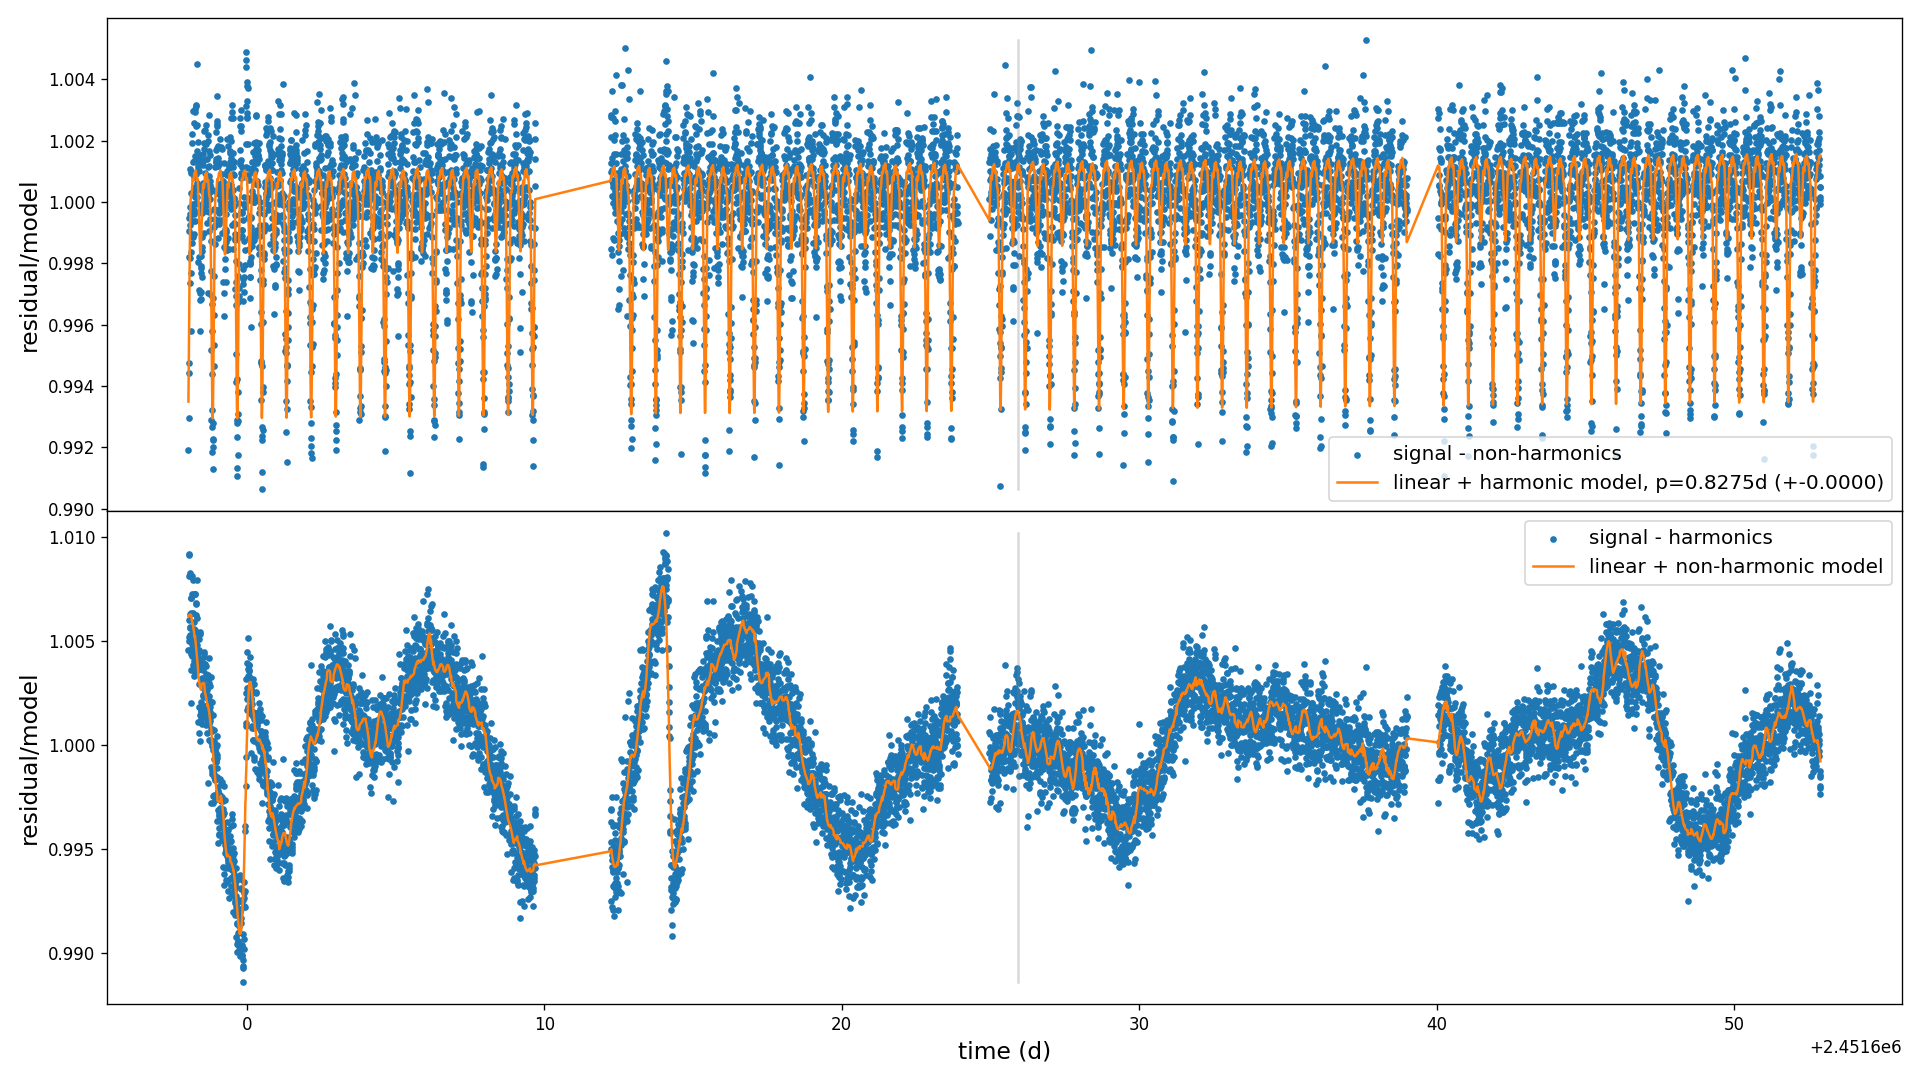 1.004
1.002
1.000
0.998
0.996
0.994
0.992
0.990
residual/model
signal - non-harmonics
linear + harmonic model, p=0.8275d (+-0.0000)
1.010
1.005
1.000
0.995
0.990
residual/model
signal - harmonics
linear + non-harmonic model
0 10 20 30 40 50
time (d)
+2.4516e6